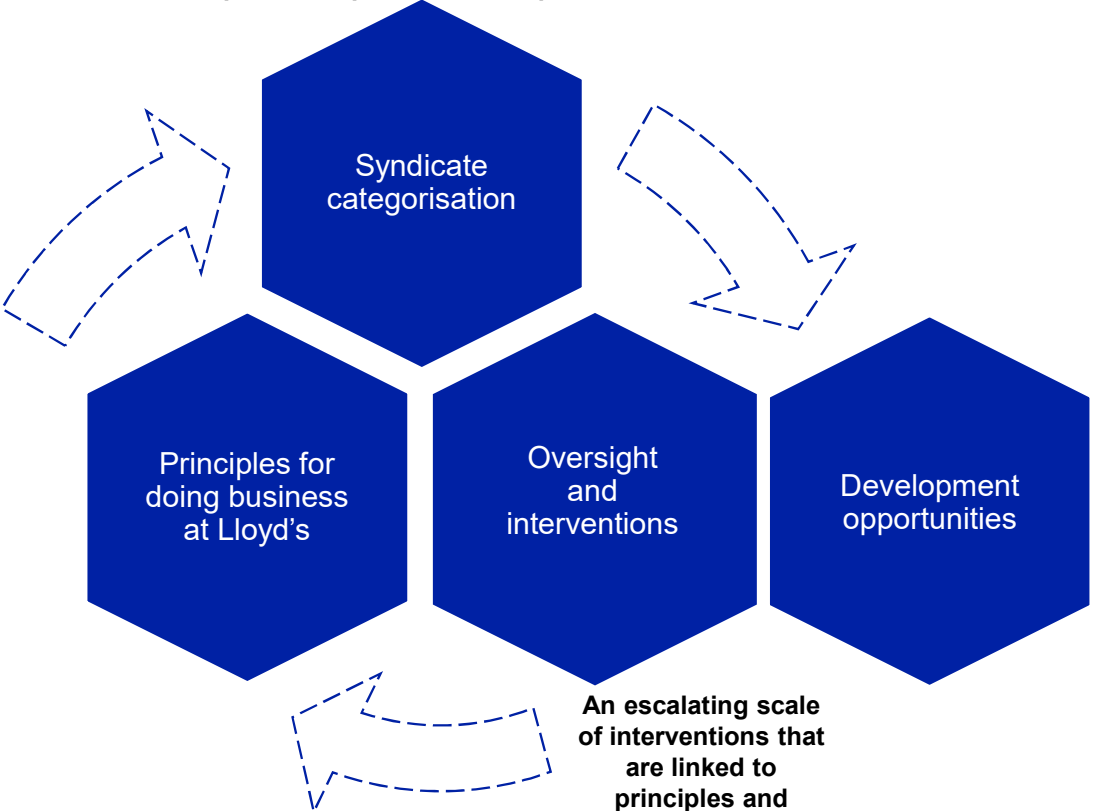 Syndicate
categorisation
Principles for
doing business
at Lloyd's
Oversight
and
interventions
Development
opportunities
An escalating scale
of interventions that
are linked to
principles and